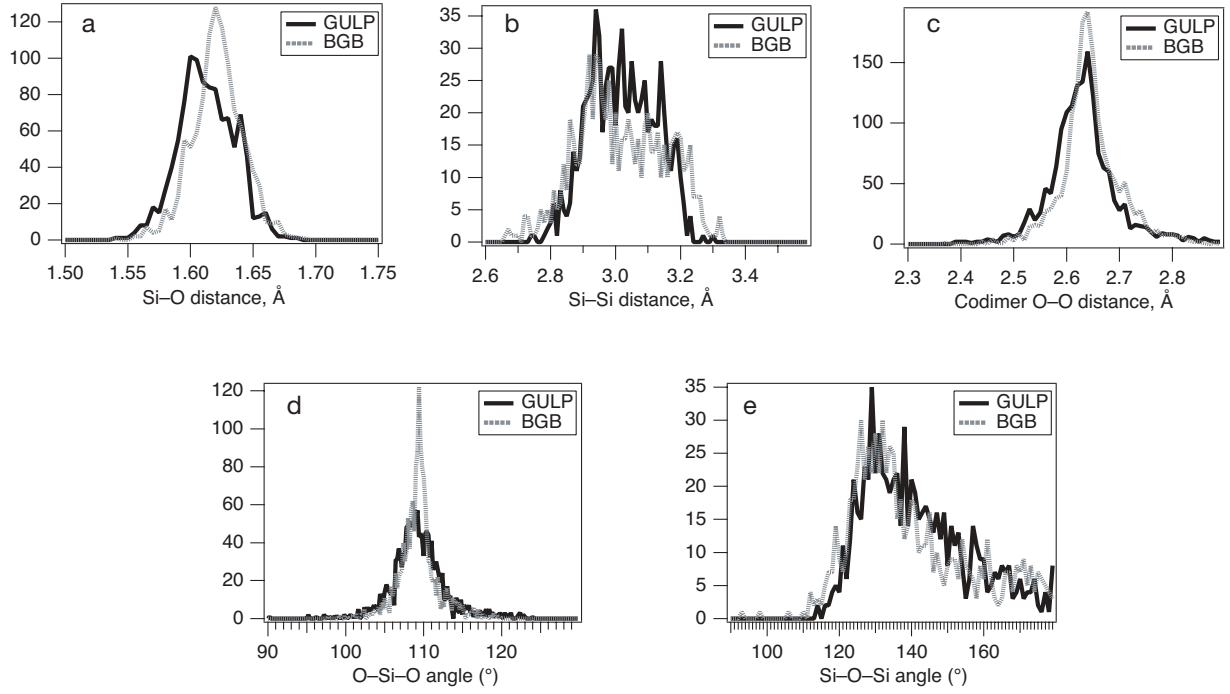 a
GULP
BGB
120
100
80
60
40
20
0
1.50 1.55 1.60 1.65 1.70 1.75
Si–O distance, Å
b
GULP
BGB
35
30
25
20
15
10
5
0
2.6 2.8 3.0 3.2 3.4
Si–Si distance, Å
c
GULP
BGB
150
100
50
0
2.3 2.4 2.5 2.6 2.7 2.8
Codimer O–O distance, Å
d
GULP
BGB
120
100
80
60
40
20
0
90 100 110 120
O–Si–O angle (°)
e
GULP
BGB
35
30
25
20
15
10
5
0
100 120 140 160
Si–O–Si angle (°)